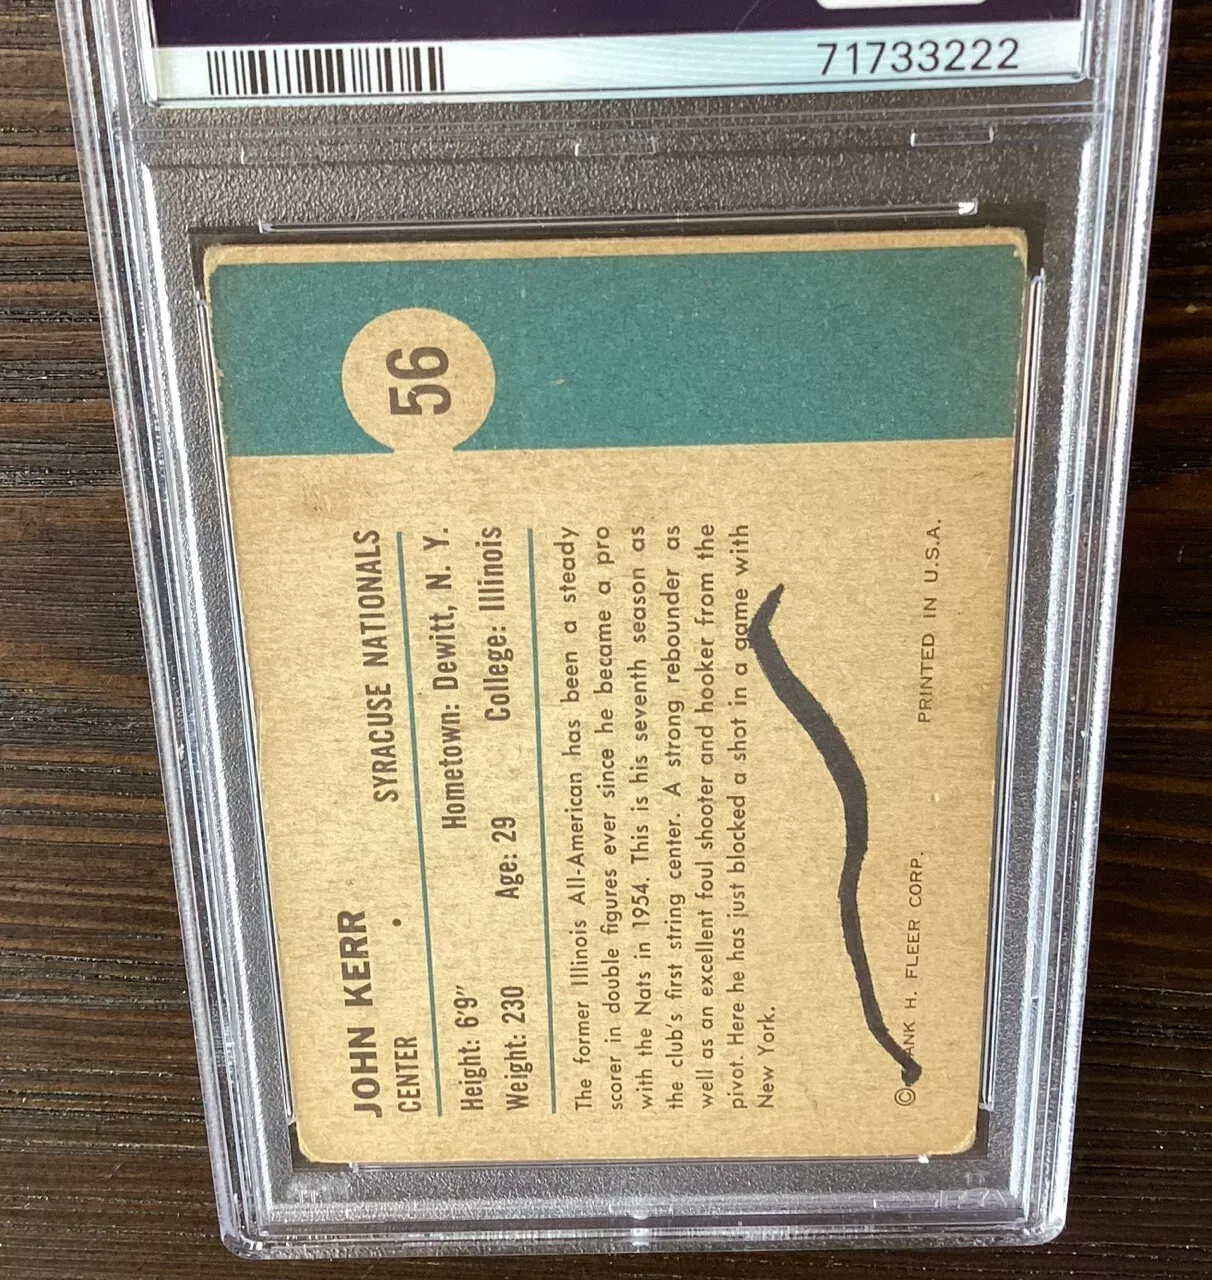 71733222
56
JOHN KERR
CENTER • SYRACUSE NATIONALS
Height: 6'9" Hometown: Dewitt, N. Y.
Weight: 230 Age: 29 College: Illinois
The former Illinois All-American has been a steady
scorer in double figures ever since he became a pro
with the Nats in 1954. This is his seventh season as
the club's first string center. A strong rebounder as
well as an excellent foul shooter and hooker from the
pivot. Here he has just blocked a shot in a game with
New York.
© ANK H. FLEER CORP. PRINTED IN U.S.A.